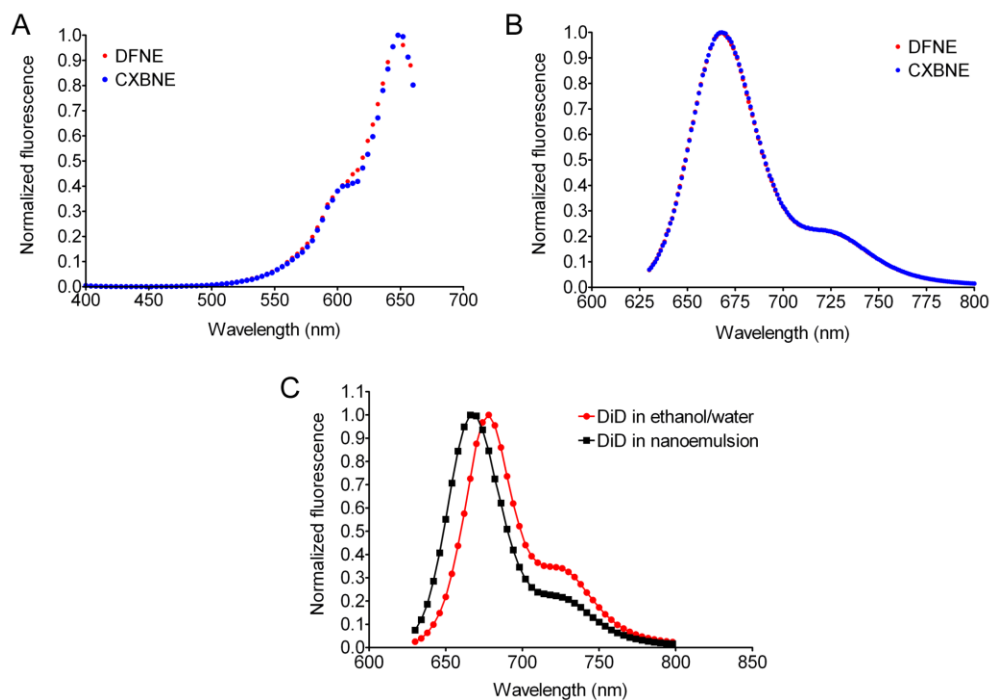 A
Normalized fluorescence
1.0
0.9
0.8
0.7
0.6
0.5
0.4
0.3
0.2
0.1
0.0
DFNE
CXBNE
400 450 500 550 600 650 700
Wavelength (nm)
B
Normalized fluorescence
1.0
0.9
0.8
0.7
0.6
0.5
0.4
0.3
0.2
0.1
0.0
DFNE
CXBNE
600 625 650 675 700 725 750 775 800
Wavelength (nm)
C
Normalized fluorescence
1.1
1.0
0.9
0.8
0.7
0.6
0.5
0.4
0.3
0.2
0.1
0.0
DiD in ethanol/water
DiD in nanoemulsion
600 650 700 750 800 850
Wavelength (nm)